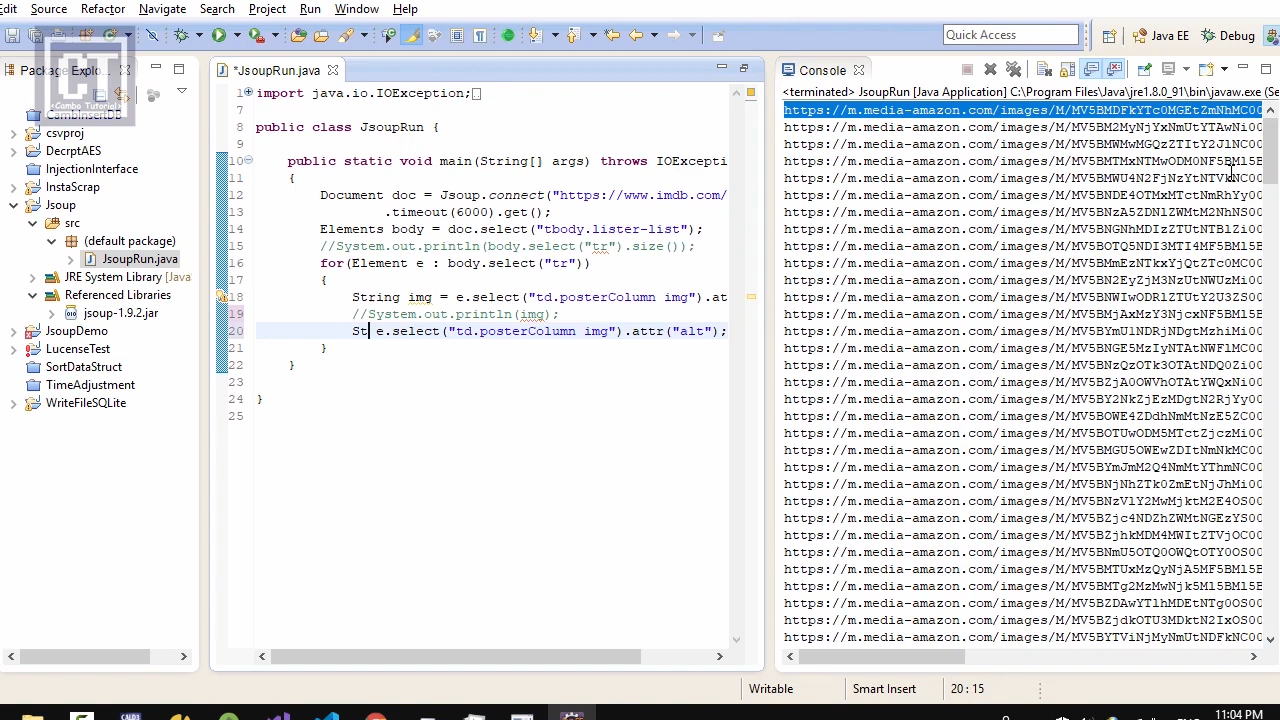 Edit Source Refactor Navigate Search Project Run Window Help
Quick Access
Java EE
Debug
CT
<Cambo Tutorial>
Package Explo...
CambInsertDB
csvproj
DecrptAES
InjectionInterface
InstaScrap
Jsoup
src
(default package)
JsoupRun.java
JRE System Library [Java
Referenced Libraries
jsoup-1.9.2.jar
JsoupDemo
LucenseTest
SortDataStruct
TimeAdjustment
WriteFileSQLite
*JsoupRun.java
1 import java.io.IOException;
7
8 public class JsoupRun {
9
10 public static void main(String[] args) throws IOExcepti
11 {
12 Document doc = Jsoup.connect("https://www.imdb.com/
13 .timeout(6000).get();
14 Elements body = doc.select("tbody.lister-list");
15 //System.out.println(body.select("tr").size());
16 for(Element e : body.select("tr"))
17 {
18 String img = e.select("td.posterColumn img").at
19 //System.out.println(img);
20 St e.select("td.posterColumn img").attr("alt");
21 }
22 }
23
24 }
25
Console
<terminated> JsoupRun [Java Application] C:\Program Files\Java\jre1.8.0_91\bin\javaw.exe (Se
https://m.media-amazon.com/images/M/MV5BMDFkYTc0MGEtZmNhMC00
https://m.media-amazon.com/images/M/MV5BM2MyNjYxNmUtYTAwNi00
https://m.media-amazon.com/images/M/MV5BMWMwMGQzZTItY2JlNC00
https://m.media-amazon.com/images/M/MV5BMTMxNTMwODM0NF5BMl5B
https://m.media-amazon.com/images/M/MV5BMWU4N2FjNzYtNTVkNC00
https://m.media-amazon.com/images/M/MV5BNDE4OTMxMTctNmRhYy00
https://m.media-amazon.com/images/M/MV5BNzA5ZDNlZWMtM2NhNS00
https://m.media-amazon.com/images/M/MV5BNGNhMDIzZTUtNTBlZi00
https://m.media-amazon.com/images/M/MV5BOTQ5NDI3MTI4MF5BMl5B
https://m.media-amazon.com/images/M/MV5BMmEzNTkxYjQtZTc0MC00
https://m.media-amazon.com/images/M/MV5BN2EyZjM3NzUtNWUzMi00
https://m.media-amazon.com/images/M/MV5BNWIwODRlZTUtY2U3ZS00
https://m.media-amazon.com/images/M/MV5BMjAxMzY3NjcxNF5BMl5B
https://m.media-amazon.com/images/M/MV5BYmU1NDRjNDgtMzhiMi00
https://m.media-amazon.com/images/M/MV5BNGE5MzIyNTAtNWFlMC00
https://m.media-amazon.com/images/M/MV5BNzQzOTk3OTAtNDQ0Zi00
https://m.media-amazon.com/images/M/MV5BZjA0OWVhOTAtYWQxNi00
https://m.media-amazon.com/images/M/MV5BY2NkZjEzMDgtN2RjYy00
https://m.media-amazon.com/images/M/MV5BOWE4ZDdhNmMtNzE5ZC00
https://m.media-amazon.com/images/M/MV5BOTUwODM5MTctZjczMi00
https://m.media-amazon.com/images/M/MV5BMGU5OWEwZDItNmNkMC00
https://m.media-amazon.com/images/M/MV5BYmJmM2Q4NmMtYThmNC00
https://m.media-amazon.com/images/M/MV5BNjNhZTk0ZmEtNjJhMi00
https://m.media-amazon.com/images/M/MV5BNzVlY2MwMjktM2E4OS00
https://m.media-amazon.com/images/M/MV5BZjc4NDZhZWMtNGEzYS00
https://m.media-amazon.com/images/M/MV5BZjhkMDM4MWItZTVjOC00
https://m.media-amazon.com/images/M/MV5BNmU5OTQ0OWQtOTY0OS00
https://m.media-amazon.com/images/M/MV5BMTUxMzQyNjA5MF5BMl5B
https://m.media-amazon.com/images/M/MV5BMTg2MzMwNjk5Ml5BMl5B
https://m.media-amazon.com/images/M/MV5BZDAwYTlhMDEtNTg0OS00
https://m.media-amazon.com/images/M/MV5BZjdkOTU3MDktN2IxOS00
https://m.media-amazon.com/images/M/MV5BYTViNjMyNmUtNDFkNC00
Writable
Smart Insert
20 : 15
11:04 PM